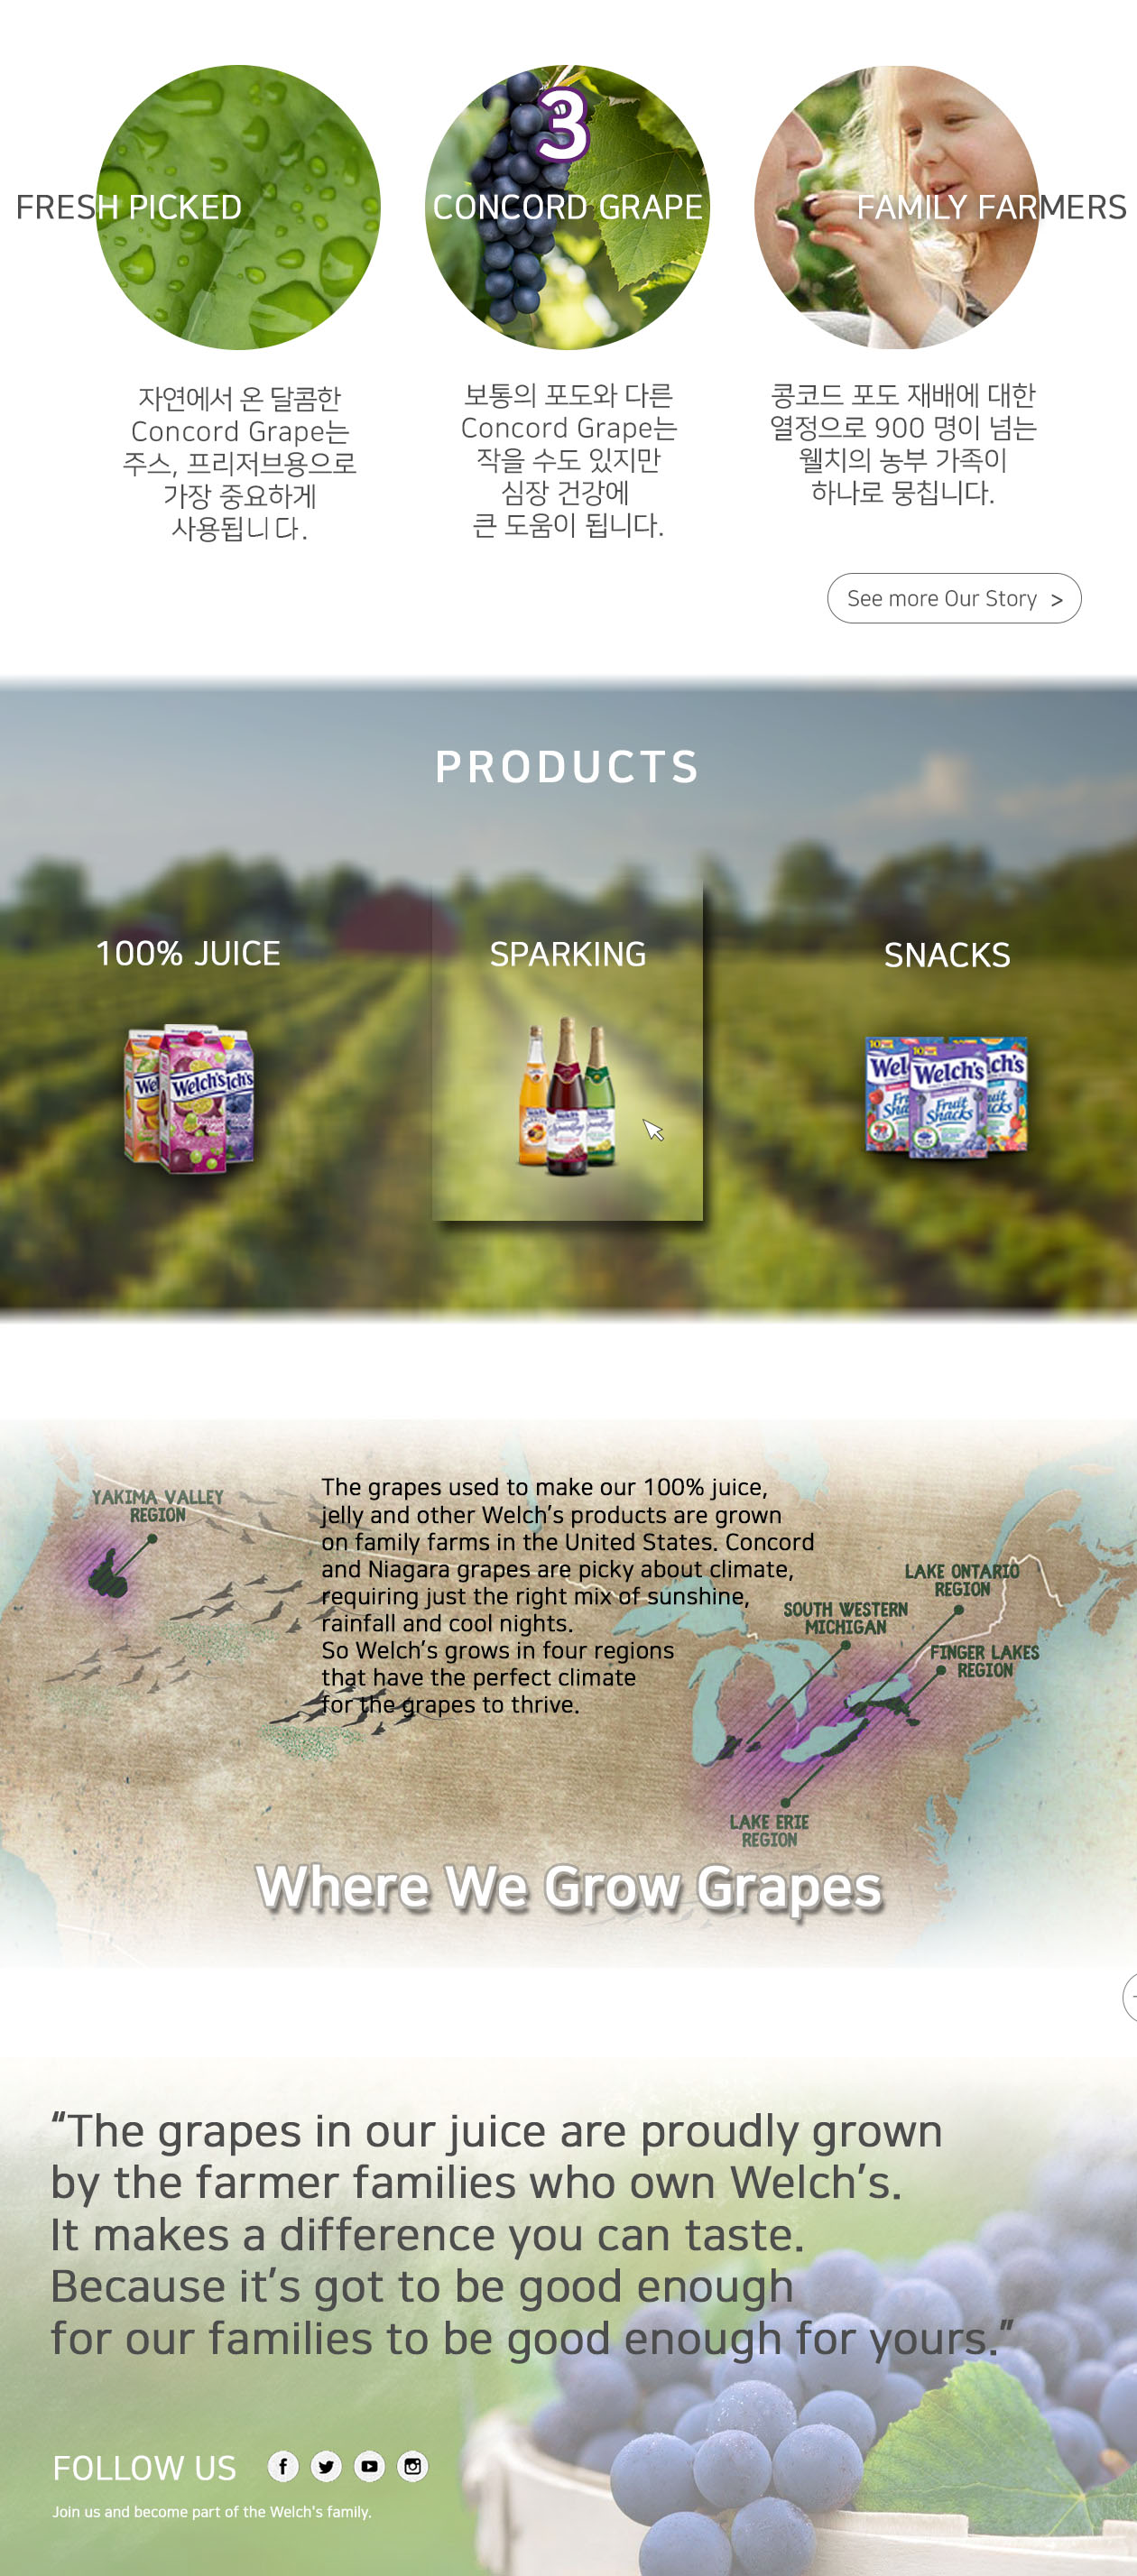 3
FRESH PICKED
CONCORD GRAPE
FAMILY FARMERS
자연에서 온 달콤한
Concord Grape는
주스, 프리저브용으로
가장 중요하게
사용됩니다.
보통의 포도와 다른
Concord Grape는
작을 수도 있지만
심장 건강에
큰 도움이 됩니다.
콩코드 포도 재배에 대한
열정으로 900 명이 넘는
웰치의 농부 가족이
하나로 뭉칩니다.
See more Our Story >
PRODUCTS
100% JUICE
Welch's
SPARKING
SNACKS
Welch's
Fruit
Snacks
YAKIMA VALLEY
REGION
The grapes used to make our 100% juice,
jelly and other Welch's products are grown
on family farms in the United States. Concord
and Niagara grapes are picky about climate,
requiring just the right mix of sunshine,
rainfall and cool nights.
So Welch's grows in four regions
that have the perfect climate
for the grapes to thrive.
LAKE ONTARIO
REGION
SOUTH WESTERN
MICHIGAN
FINGER LAKES
REGION
LAKE ERIE
REGION
Where We Grow Grapes
“The grapes in our juice are proudly grown
by the farmer families who own Welch's.
It makes a difference you can taste.
Because it's got to be good enough
for our families to be good enough for yours.”
FOLLOW US
Join us and become part of the Welch's family.